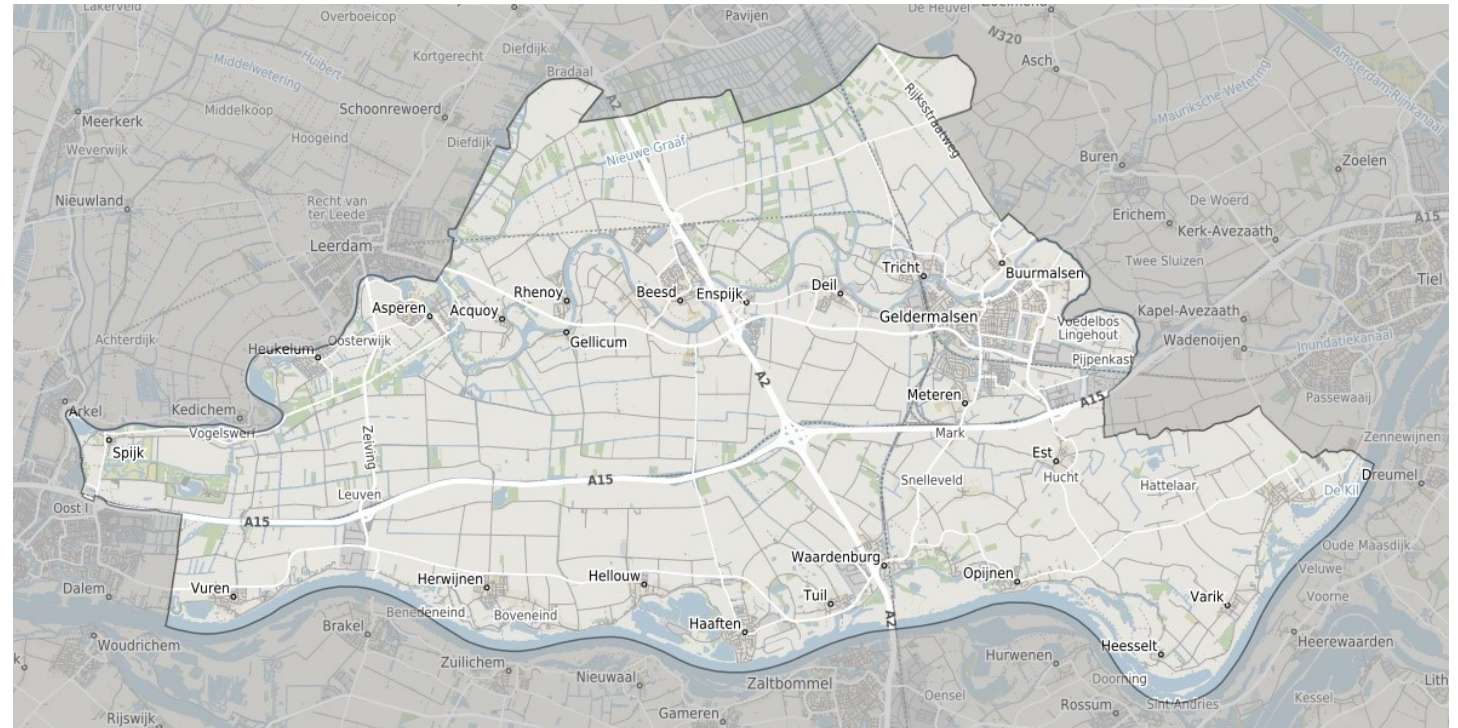 Lakerveld
Overboeicop
Pavijen
De Heuvel
Zoelmond
Kortgerecht
Diefdijk
N320
Asch
Middelwetering
Huibert
Bradaal
Amsterdam-Rijnkanaal
A2
Rijksstraatweg
Maurikse Wetering
Meerkerk
Middelkoop
Schoonrewoerd
Weverwijk
Hoogeind
Diefdijk
Nieuwe Graaf
Buren
Zoelen
Nieuwland
Recht van
ter Leede
De Woerd
Erichem
A15
Kerk-Avezaath
Leerdam
Twee Sluizen
Tricht
Buurmalsen
Tiel
Rhenoy
Beesd
Enspijk
Deil
Asperen
Acquoy
Geldermalsen
Kapel-Avezaath
Voedelbos
Lingehout
Achterdijk
Oosterwijk
Gellicum
Wadenoijen
Inundatiekanaal
Heukelum
Pijpenkast
A2
Meteren
A15
Passewaaij
Arkel
Kedichem
Vogelswerf
Zeiving
Mark
Zennewijnen
Spijk
Est
Hucht
Dreumel
A15
Snelleveld
Hattelaar
De Kil
Leuven
Oost I
A15
Oude Maasdijk
Waardenburg
Veluwe
Dalem
Vuren
Herwijnen
Hellouw
Opijnen
Tuil
Varik
Voorne
Benedeneind
Boveneind
A2
Haaften
Brakel
Woudrichem
Heerewaarden
Heesselt
k
Zuilichem
Hurwenen
Nieuwaal
Zaltbommel
Doorning
Lith
Oensel
Rossum
Sint Andries
Kessel
Rijswijk
Gameren